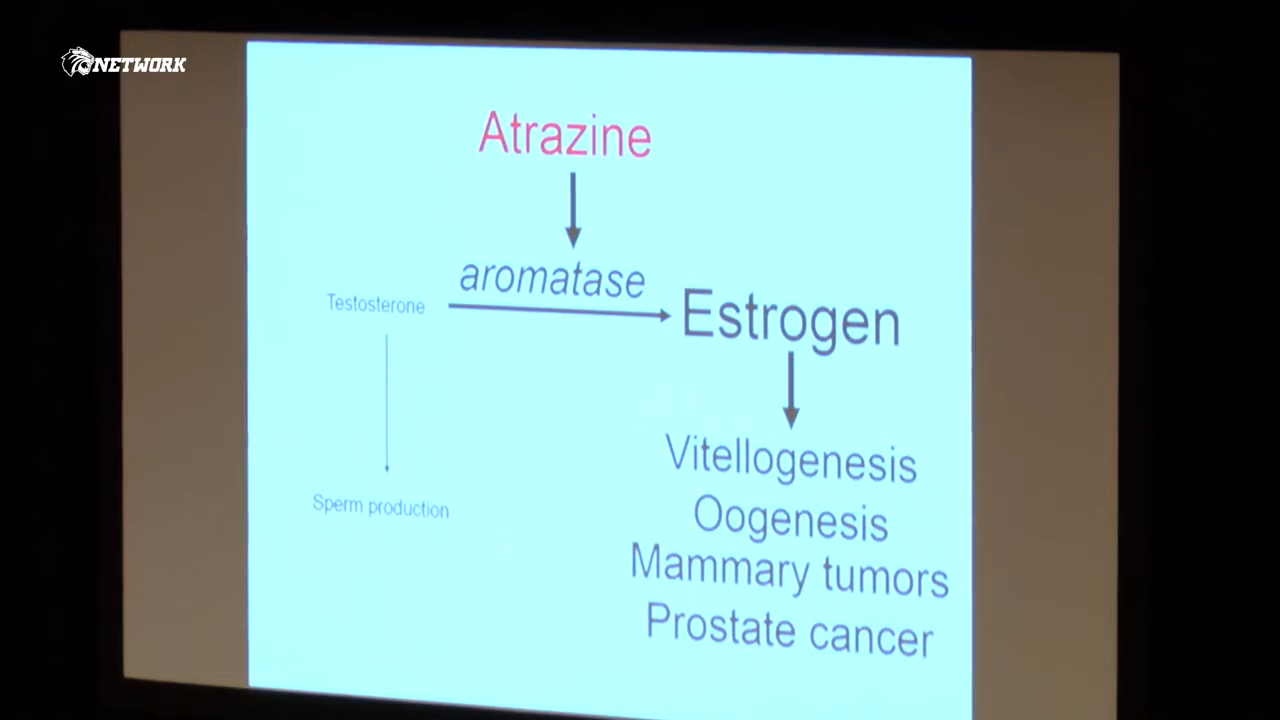 NETWORK
Atrazine
aromatase
Testosterone
Estrogen
Sperm production
Vitellogenesis
Oogenesis
Mammary tumors
Prostate cancer